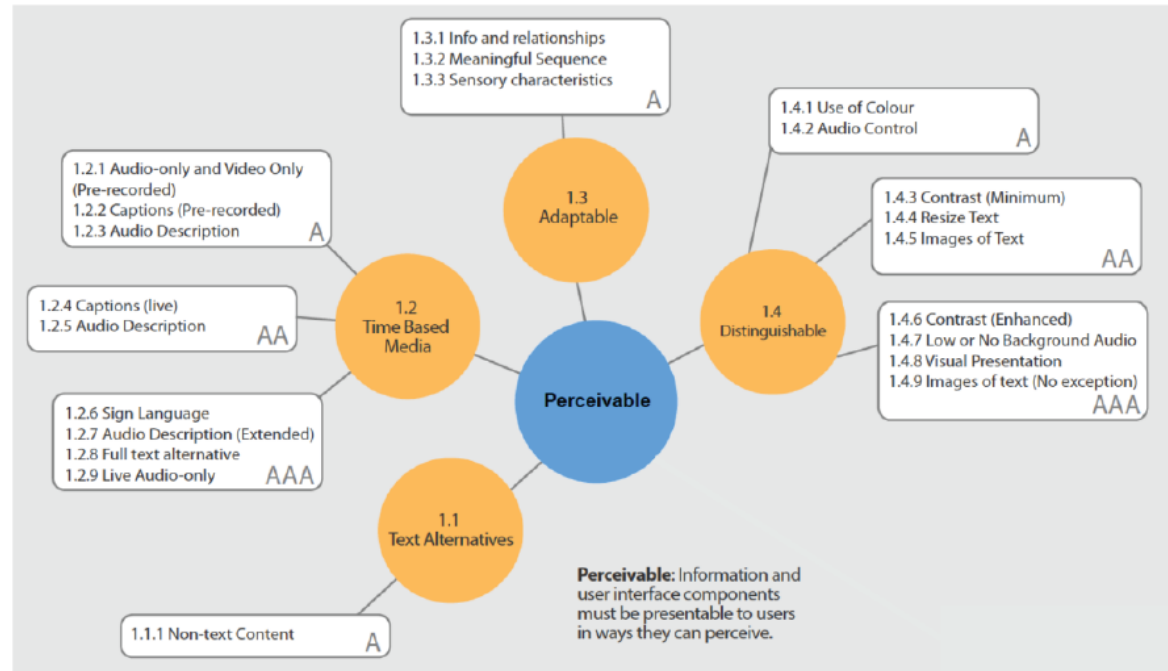 1.3.1 Info and relationships
1.3.2 Meaningful Sequence
1.3.3 Sensory characteristics
A
1.4.1 Use of Colour
1.4.2 Audio Control
A
1.2.1 Audio-only and Video Only
(Pre-recorded)
1.2.2 Captions (Pre-recorded)
1.2.3 Audio Description
A
1.3
Adaptable
1.4.3 Contrast (Minimum)
1.4.4 Resize Text
1.4.5 Images of Text
AA
1.2.4 Captions (live)
1.2.5 Audio Description
AA
1.2
Time Based
Media
1.4
Distinguishable
1.4.6 Contrast (Enhanced)
1.4.7 Low or No Background Audio
1.4.8 Visual Presentation
1.4.9 Images of text (No exception)
AAA
Perceivable
1.2.6 Sign Language
1.2.7 Audio Description (Extended)
1.2.8 Full text alternative
1.2.9 Live Audio-only
AAA
1.1
Text Alternatives
Perceivable: Information and
user interface components
must be presentable to users
in ways they can perceive.
1.1.1 Non-text Content
A